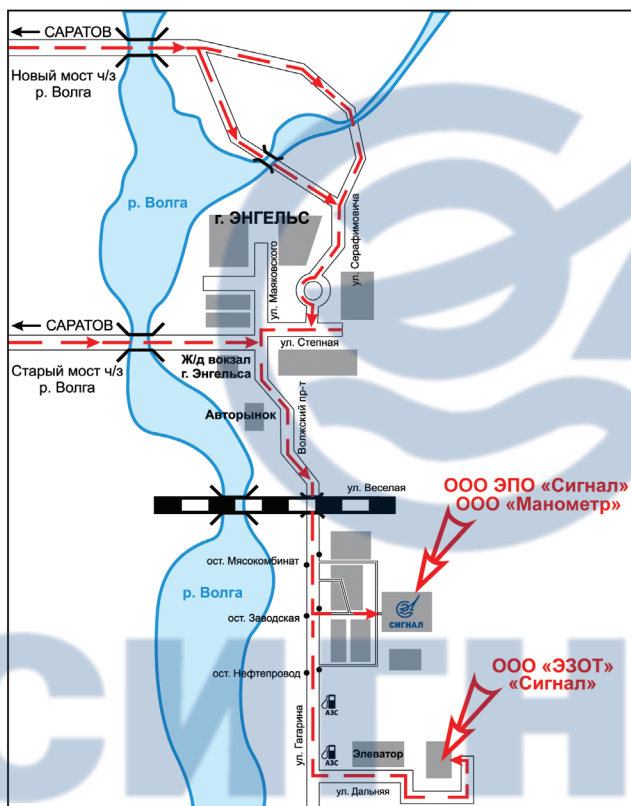 САРАТОВ
Новый мост ч/з
р. Волга
р. Волга
г. ЭНГЕЛЬС
ул. Серафимовича
ул. Маяковского
САРАТОВ
Старый мост ч/з
р. Волга
ул. Степная
Ж/д вокзал
г. Энгельса
Волжский пр-т
Авторынок
ул. Веселая
ООО ЭПО «Сигнал»
ООО «Манометр»
ост. Мясокомбинат
р. Волга
СИГНАЛ
ост. Заводская
ООО «ЭЗОТ»
«Сигнал»
ост. Нефтепровод
АЗС
ул. Гагарина
АЗС
Элеватор
ул. Дальняя
СИГН